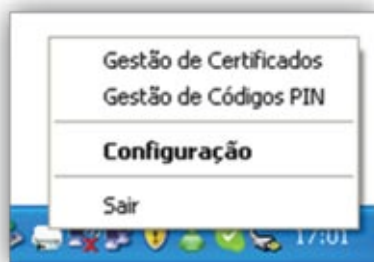 Gestão de Certificados
Gestão de Códigos PIN
Configuração
Sair
17:01